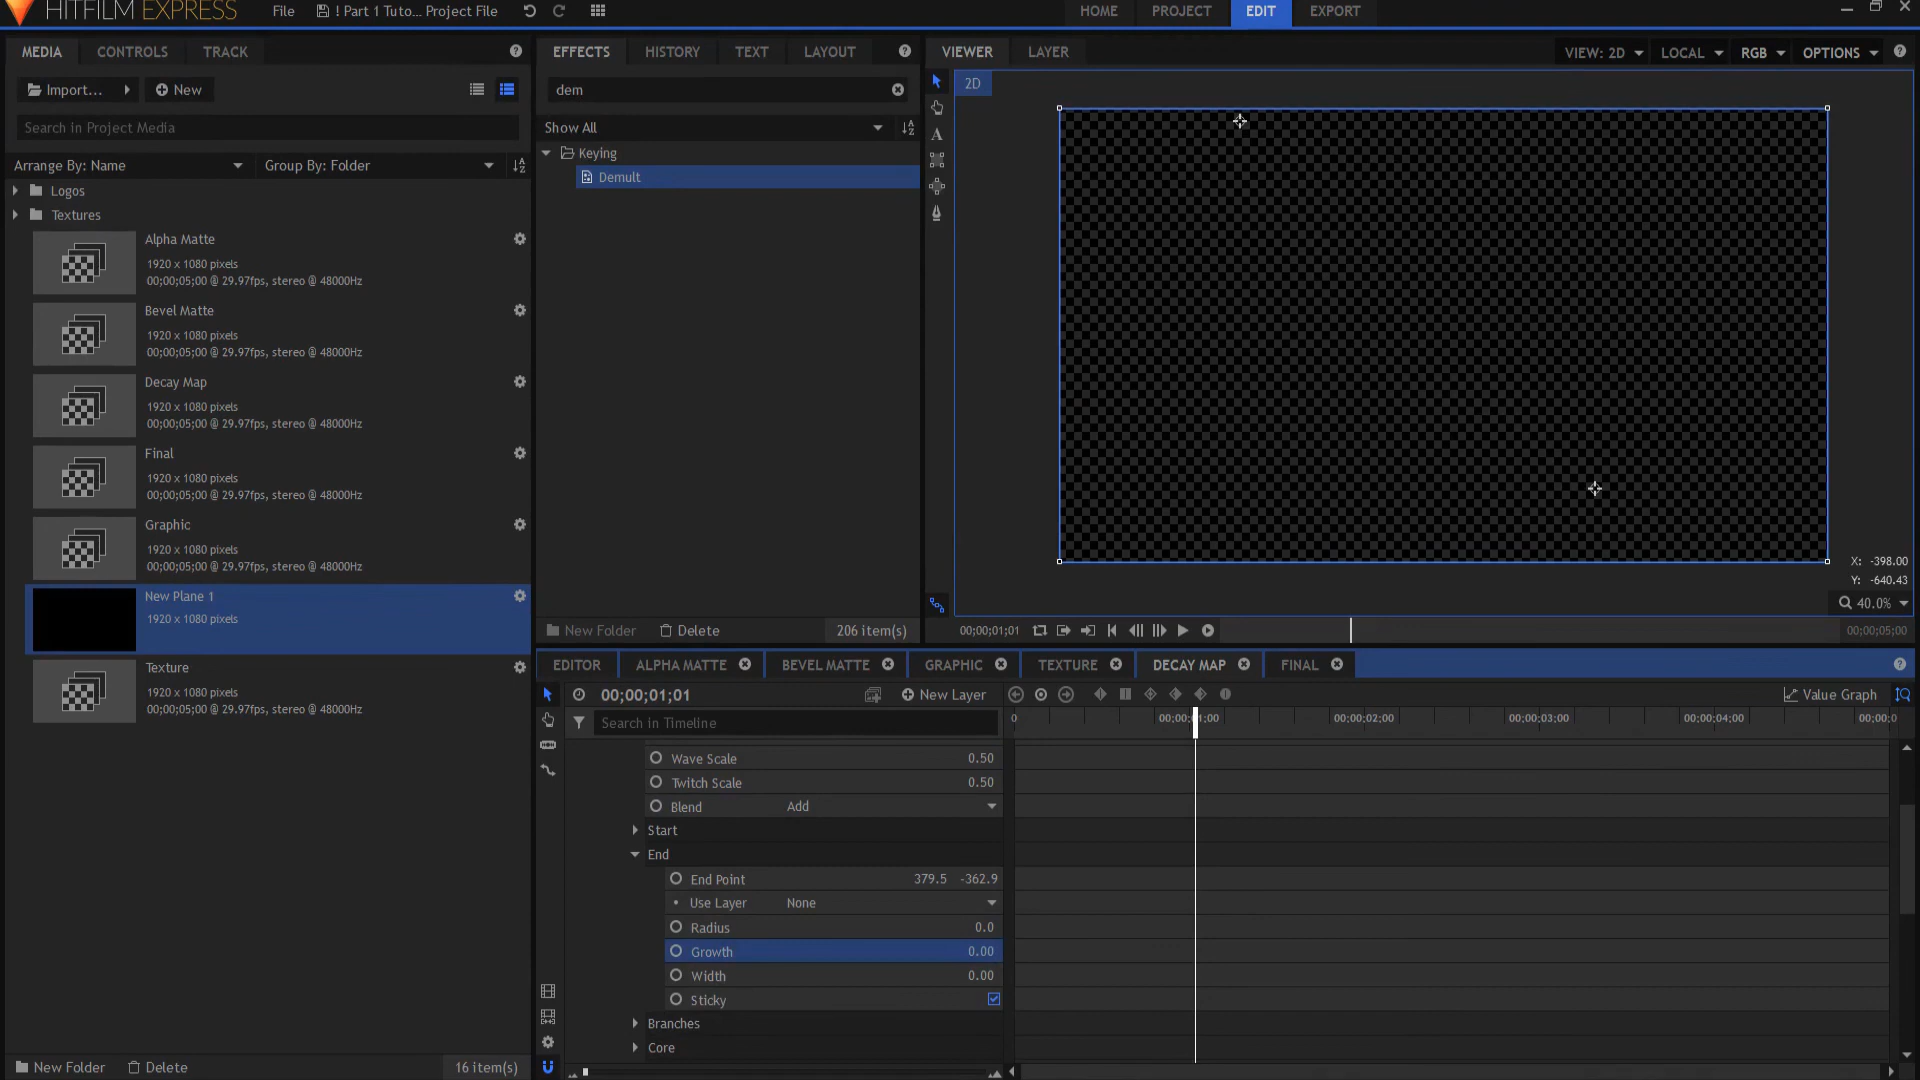 HITFILM EXPRESS
File
! Part 1 Tuto... Project File
HOME
PROJECT
EDIT
EXPORT
MEDIA
CONTROLS
TRACK
EFFECTS
HISTORY
TEXT
LAYOUT
VIEWER
LAYER
VIEW: 2D
LOCAL
RGB
OPTIONS
Import...
New
Search in Project Media
Arrange By: Name
Group By: Folder
Logos
Textures
Alpha Matte
1920 x 1080 pixels
00;00;05;00 @ 29.97fps, stereo @ 48000Hz
Bevel Matte
1920 x 1080 pixels
00;00;05;00 @ 29.97fps, stereo @ 48000Hz
Decay Map
1920 x 1080 pixels
00;00;05;00 @ 29.97fps, stereo @ 48000Hz
Final
1920 x 1080 pixels
00;00;05;00 @ 29.97fps, stereo @ 48000Hz
Graphic
1920 x 1080 pixels
00;00;05;00 @ 29.97fps, stereo @ 48000Hz
New Plane 1
1920 x 1080 pixels
Texture
1920 x 1080 pixels
00;00;05;00 @ 29.97fps, stereo @ 48000Hz
New Folder
Delete
16 item(s)
dem
Show All
Keying
Demult
New Folder
Delete
206 item(s)
2D
X: -398.00
Y: -640.43
40.0%
00;00;01;01
00;00;05;00
EDITOR
ALPHA MATTE
BEVEL MATTE
GRAPHIC
TEXTURE
DECAY MAP
FINAL
00;00;01;01
New Layer
Value Graph
Search in Timeline
0
00;00;01;00
00;00;02;00
00;00;03;00
00;00;04;00
00;00;0
Wave Scale 0.50
Twitch Scale 0.50
Blend Add
Start
End
End Point 379.5 -362.9
Use Layer None
Radius 0.0
Growth 0.00
Width 0.00
Sticky
Branches
Core